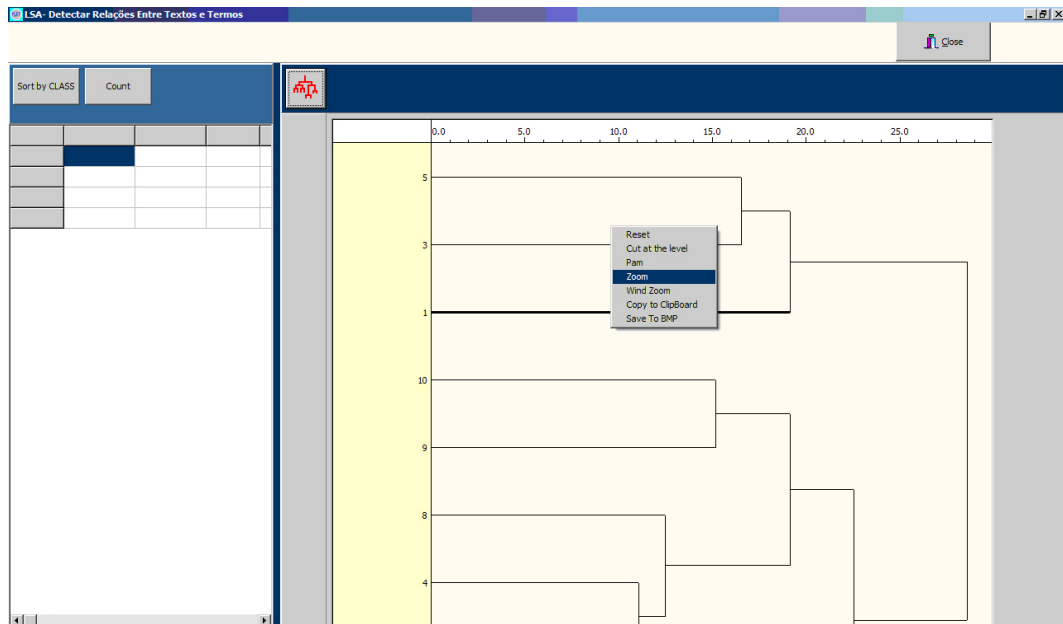 LSA- Detectar Relações Entre Textos e Termos
Close
Sort by CLASS
Count
0.0 5.0 10.0 15.0 20.0 25.0
5
3
1
10
9
8
4
Reset
Cut at the level
Pam
Zoom
Wind Zoom
Copy to ClipBoard
Save To BMP